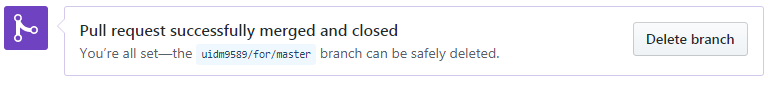 Pull request successfully merged and closed
You're all set—the uidm9589/for/master branch can be safely deleted.
Delete branch